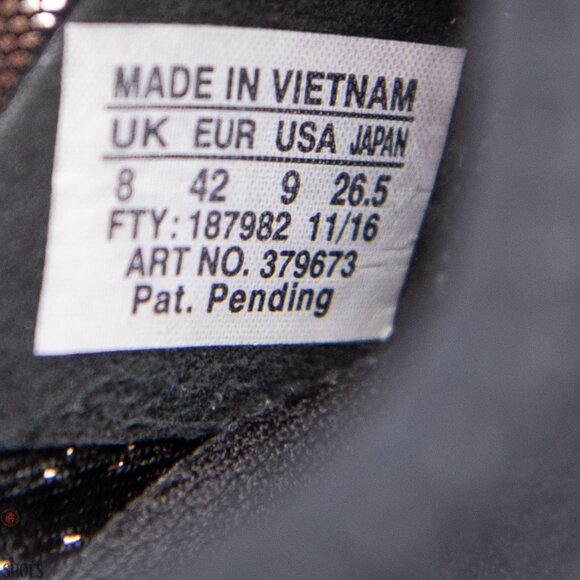 MADE IN VIETNAM
UK EUR USA JAPAN
8 42 9 26.5
FTY: 187982 11/16
ART NO. 379673
Pat. Pending
SHOES